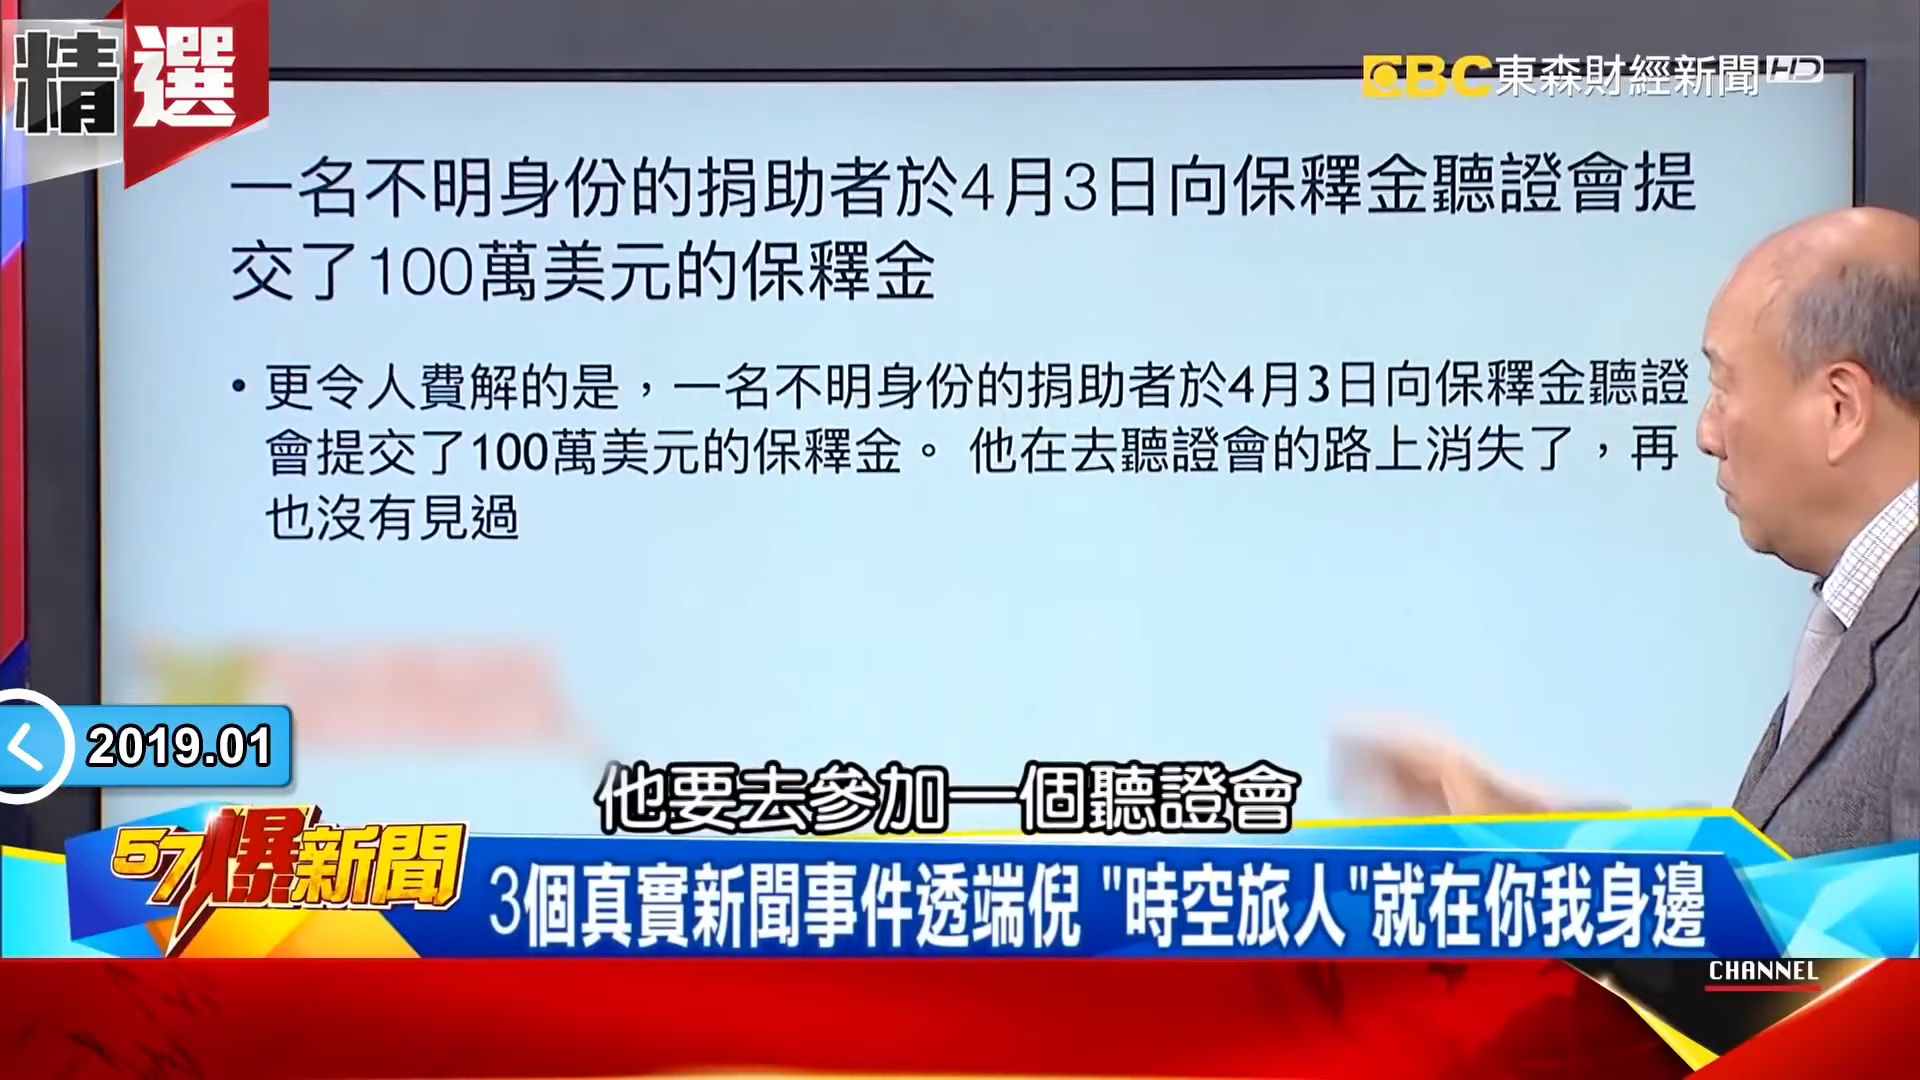 精選
EBC東森財經新聞HD
一名不明身份的捐助者於4月3日向保釋金聽證會提
交了100萬美元的保釋金
• 更令人費解的是，一名不明身份的捐助者於4月3日向保釋金聽證
會提交了100萬美元的保釋金。 他在去聽證會的路上消失了，再
也沒有見過
2019.01
他要去參加一個聽證會
57爆新聞
3個真實新聞事件透端倪 "時空旅人"就在你我身邊
CHANNEL